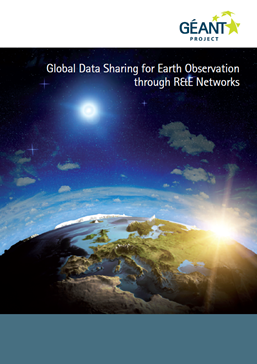 GÉANT
PROJECT
Global Data Sharing for Earth Observation
through R&E Networks